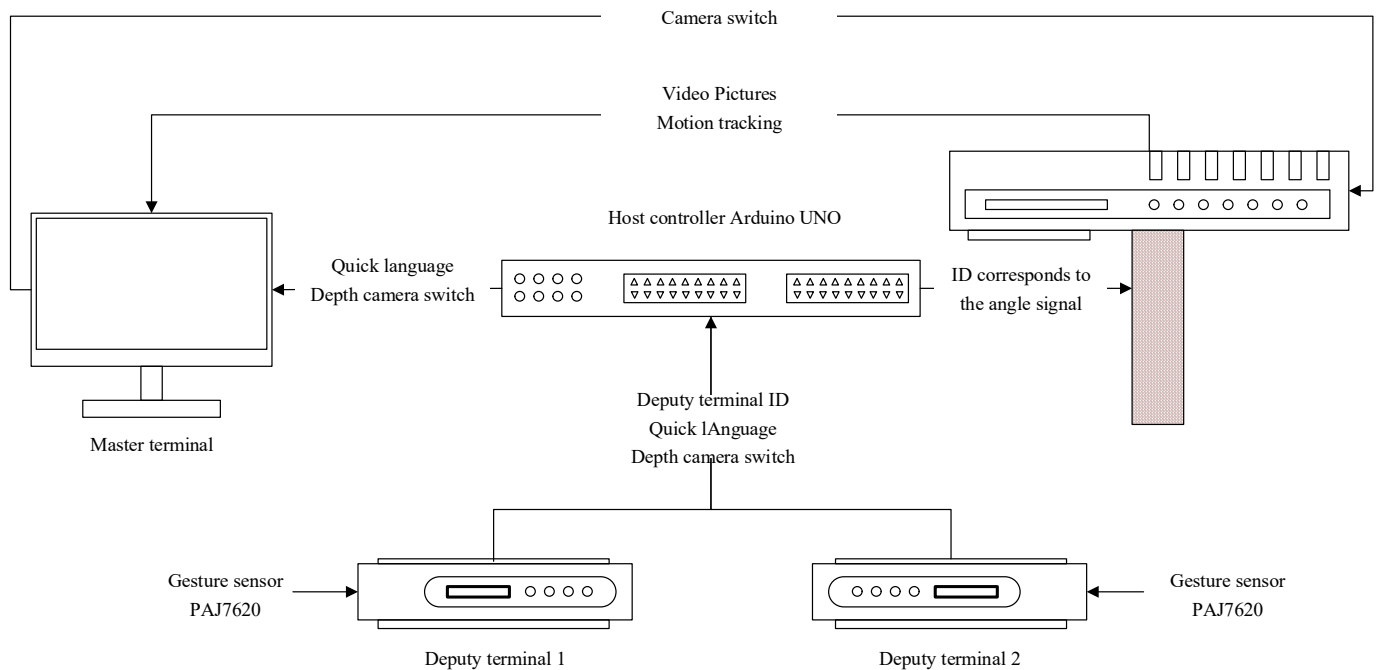 Camera switch
Video Pictures
Motion tracking
Host controller Arduino UNO
Quick language
Depth camera switch
ID corresponds to
the angle signal
Deputy terminal ID
Quick lAnguage
Depth camera switch
Master terminal
Gesture sensor
PAJ7620
Gesture sensor
PAJ7620
Deputy terminal 1
Deputy terminal 2